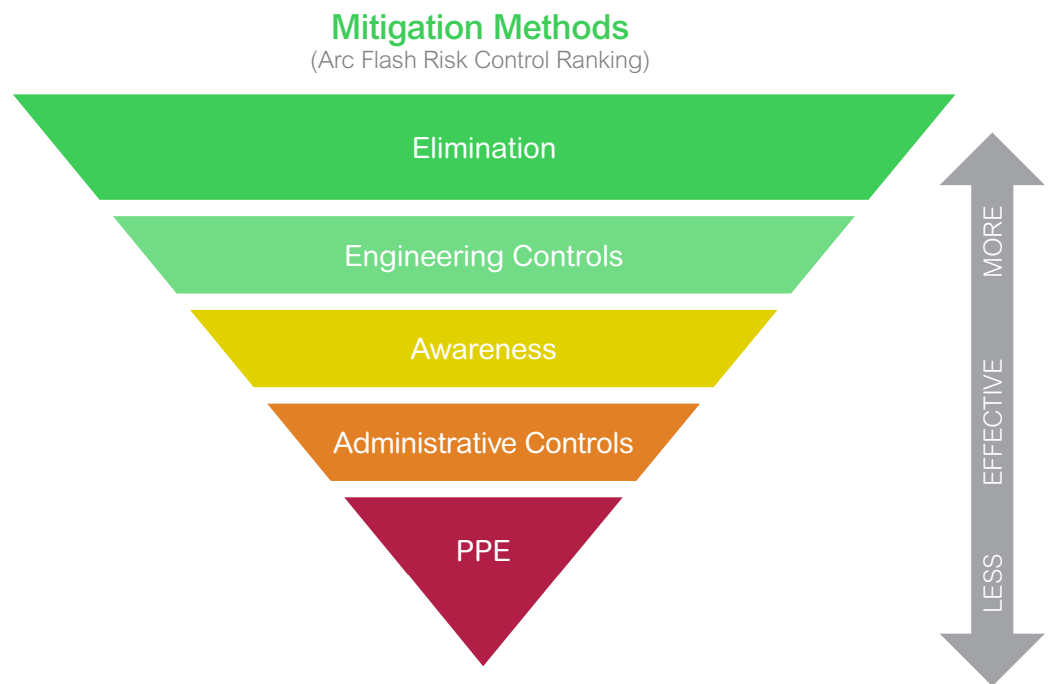 Mitigation Methods
(Arc Flash Risk Control Ranking)
Elimination
Engineering Controls
Awareness
Administrative Controls
PPE
MORE
EFFECTIVE
LESS